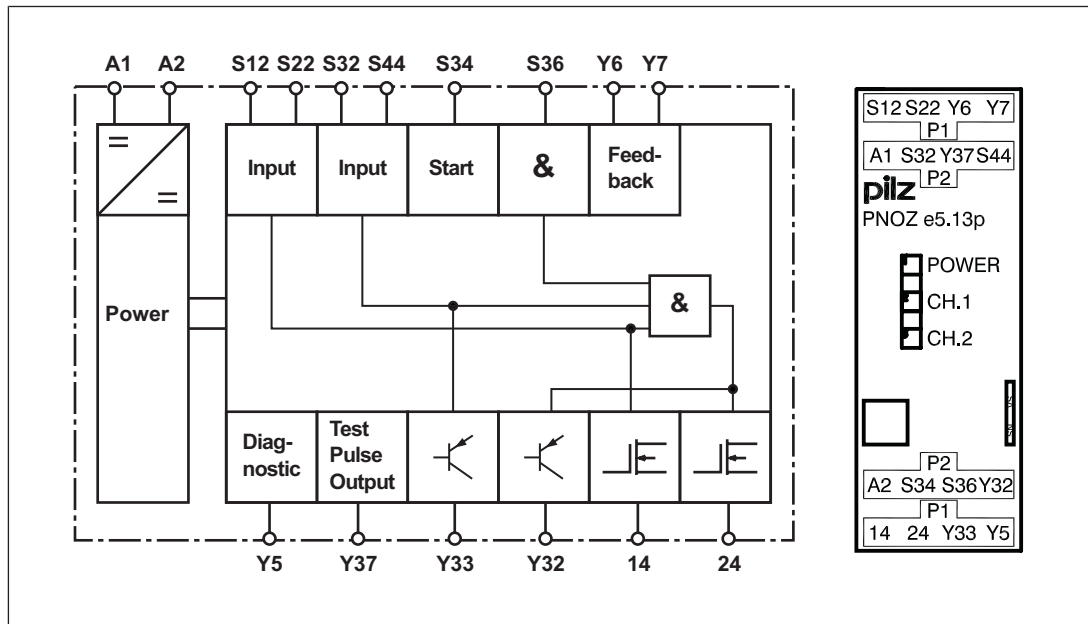 A1 A2 S12 S22 S32 S44 S34 S36 Y6 Y7
=
=
Input
Input
Start
&
Feed-
back
Power
&
Diag-
nostic
Test
Pulse
Output
Y5 Y37 Y33 Y32 14 24
S12 S22 Y6 Y7
P1
A1 S32 Y37 S44
P2
pilz
PNOZ e5.13p
POWER
CH.1
CH.2
P2
A2 S34 S36 Y32
P1
14 24 Y33 Y5